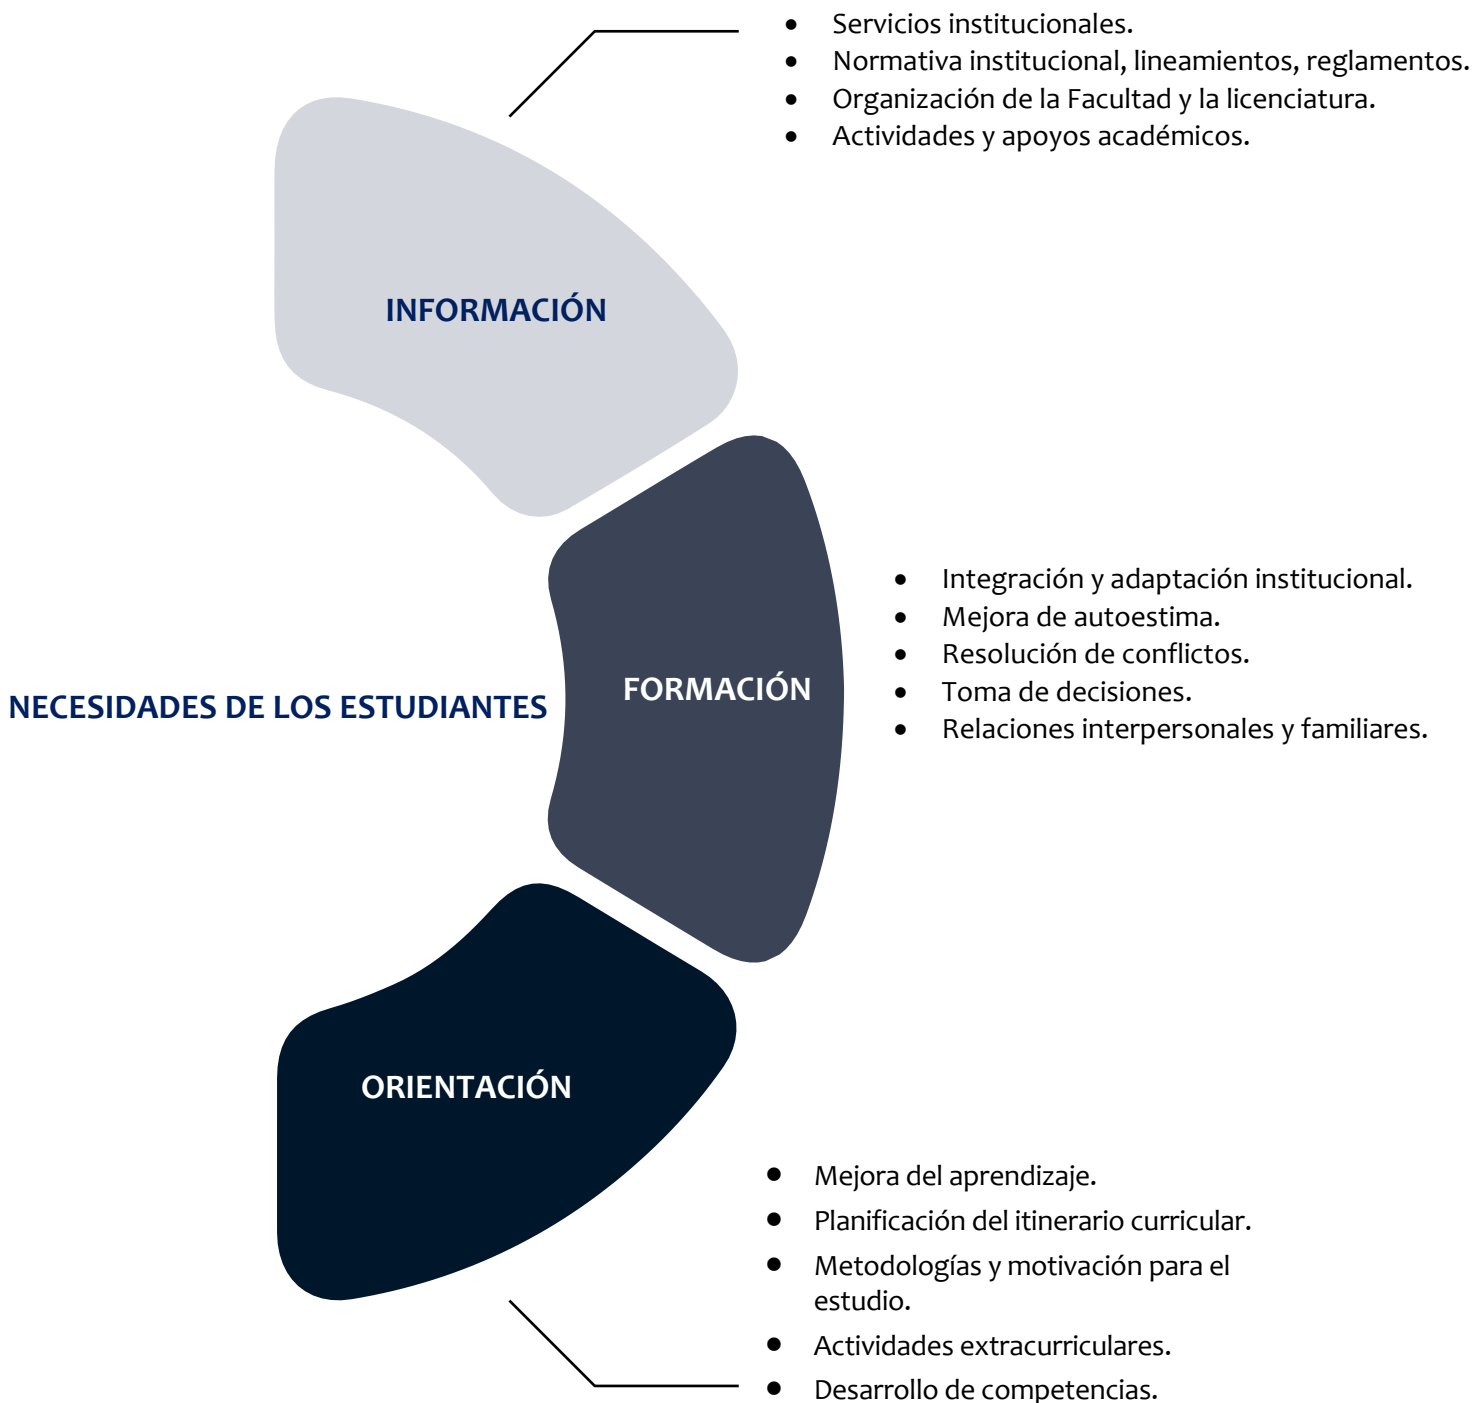 • Servicios institucionales.
• Normativa institucional, lineamientos, reglamentos.
• Organización de la Facultad y la licenciatura.
• Actividades y apoyos académicos.
INFORMACIÓN
NECESIDADES DE LOS ESTUDIANTES
FORMACIÓN
• Integración y adaptación institucional.
• Mejora de autoestima.
• Resolución de conflictos.
• Toma de decisiones.
• Relaciones interpersonales y familiares.
ORIENTACIÓN
• Mejora del aprendizaje.
• Planificación del itinerario curricular.
• Metodologías y motivación para el
estudio.
• Actividades extracurriculares.
• Desarrollo de competencias.